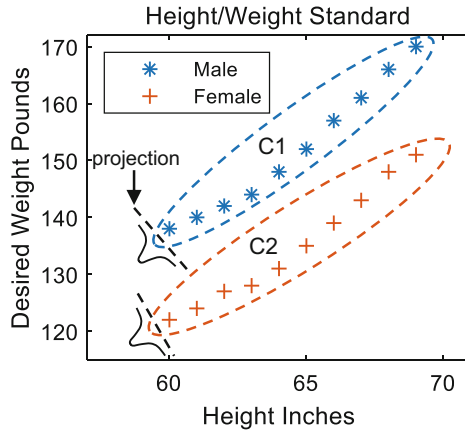 Height/Weight Standard
170
Male
Female
160
C1
projection
150
140
C2
130
120
Desired Weight Pounds
60
65
70
Height Inches